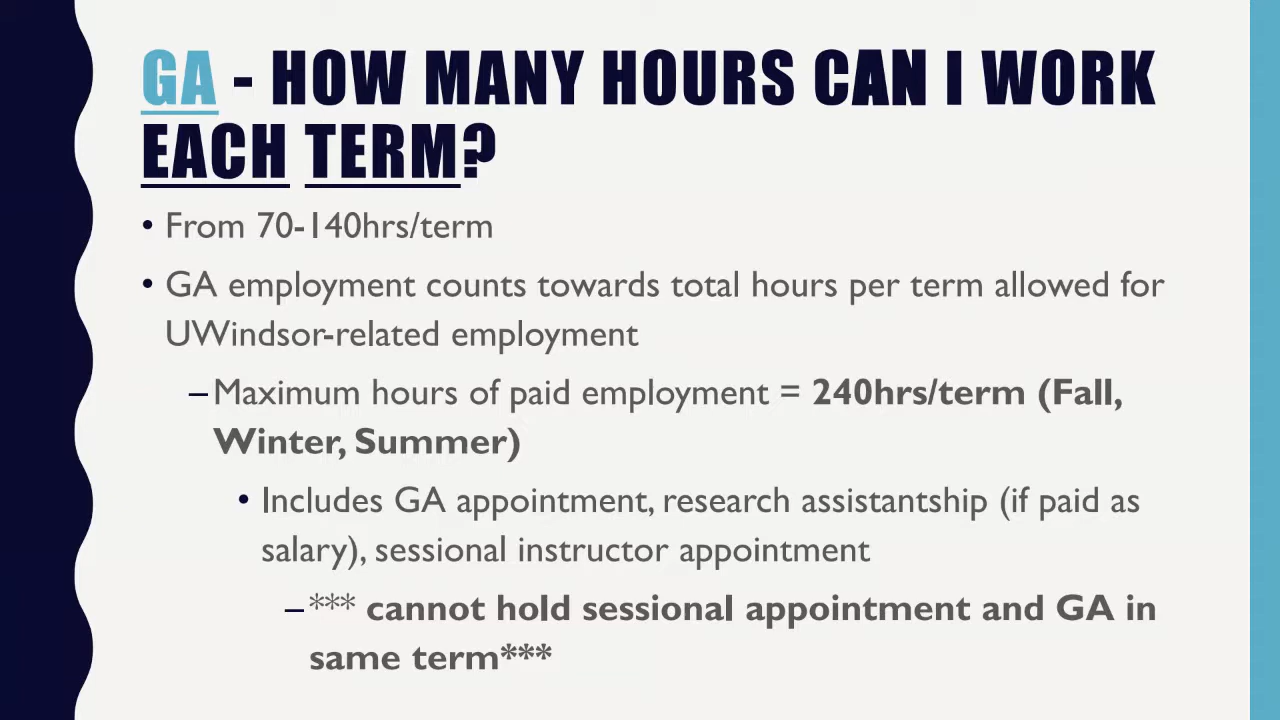 GA - HOW MANY HOURS CAN I WORK
EACH TERM?
• From 70-140hrs/term
• GA employment counts towards total hours per term allowed for
UWindsor-related employment
– Maximum hours of paid employment = 240hrs/term (Fall,
Winter, Summer)
• Includes GA appointment, research assistantship (if paid as
salary), sessional instructor appointment
– *** cannot hold sessional appointment and GA in
same term***